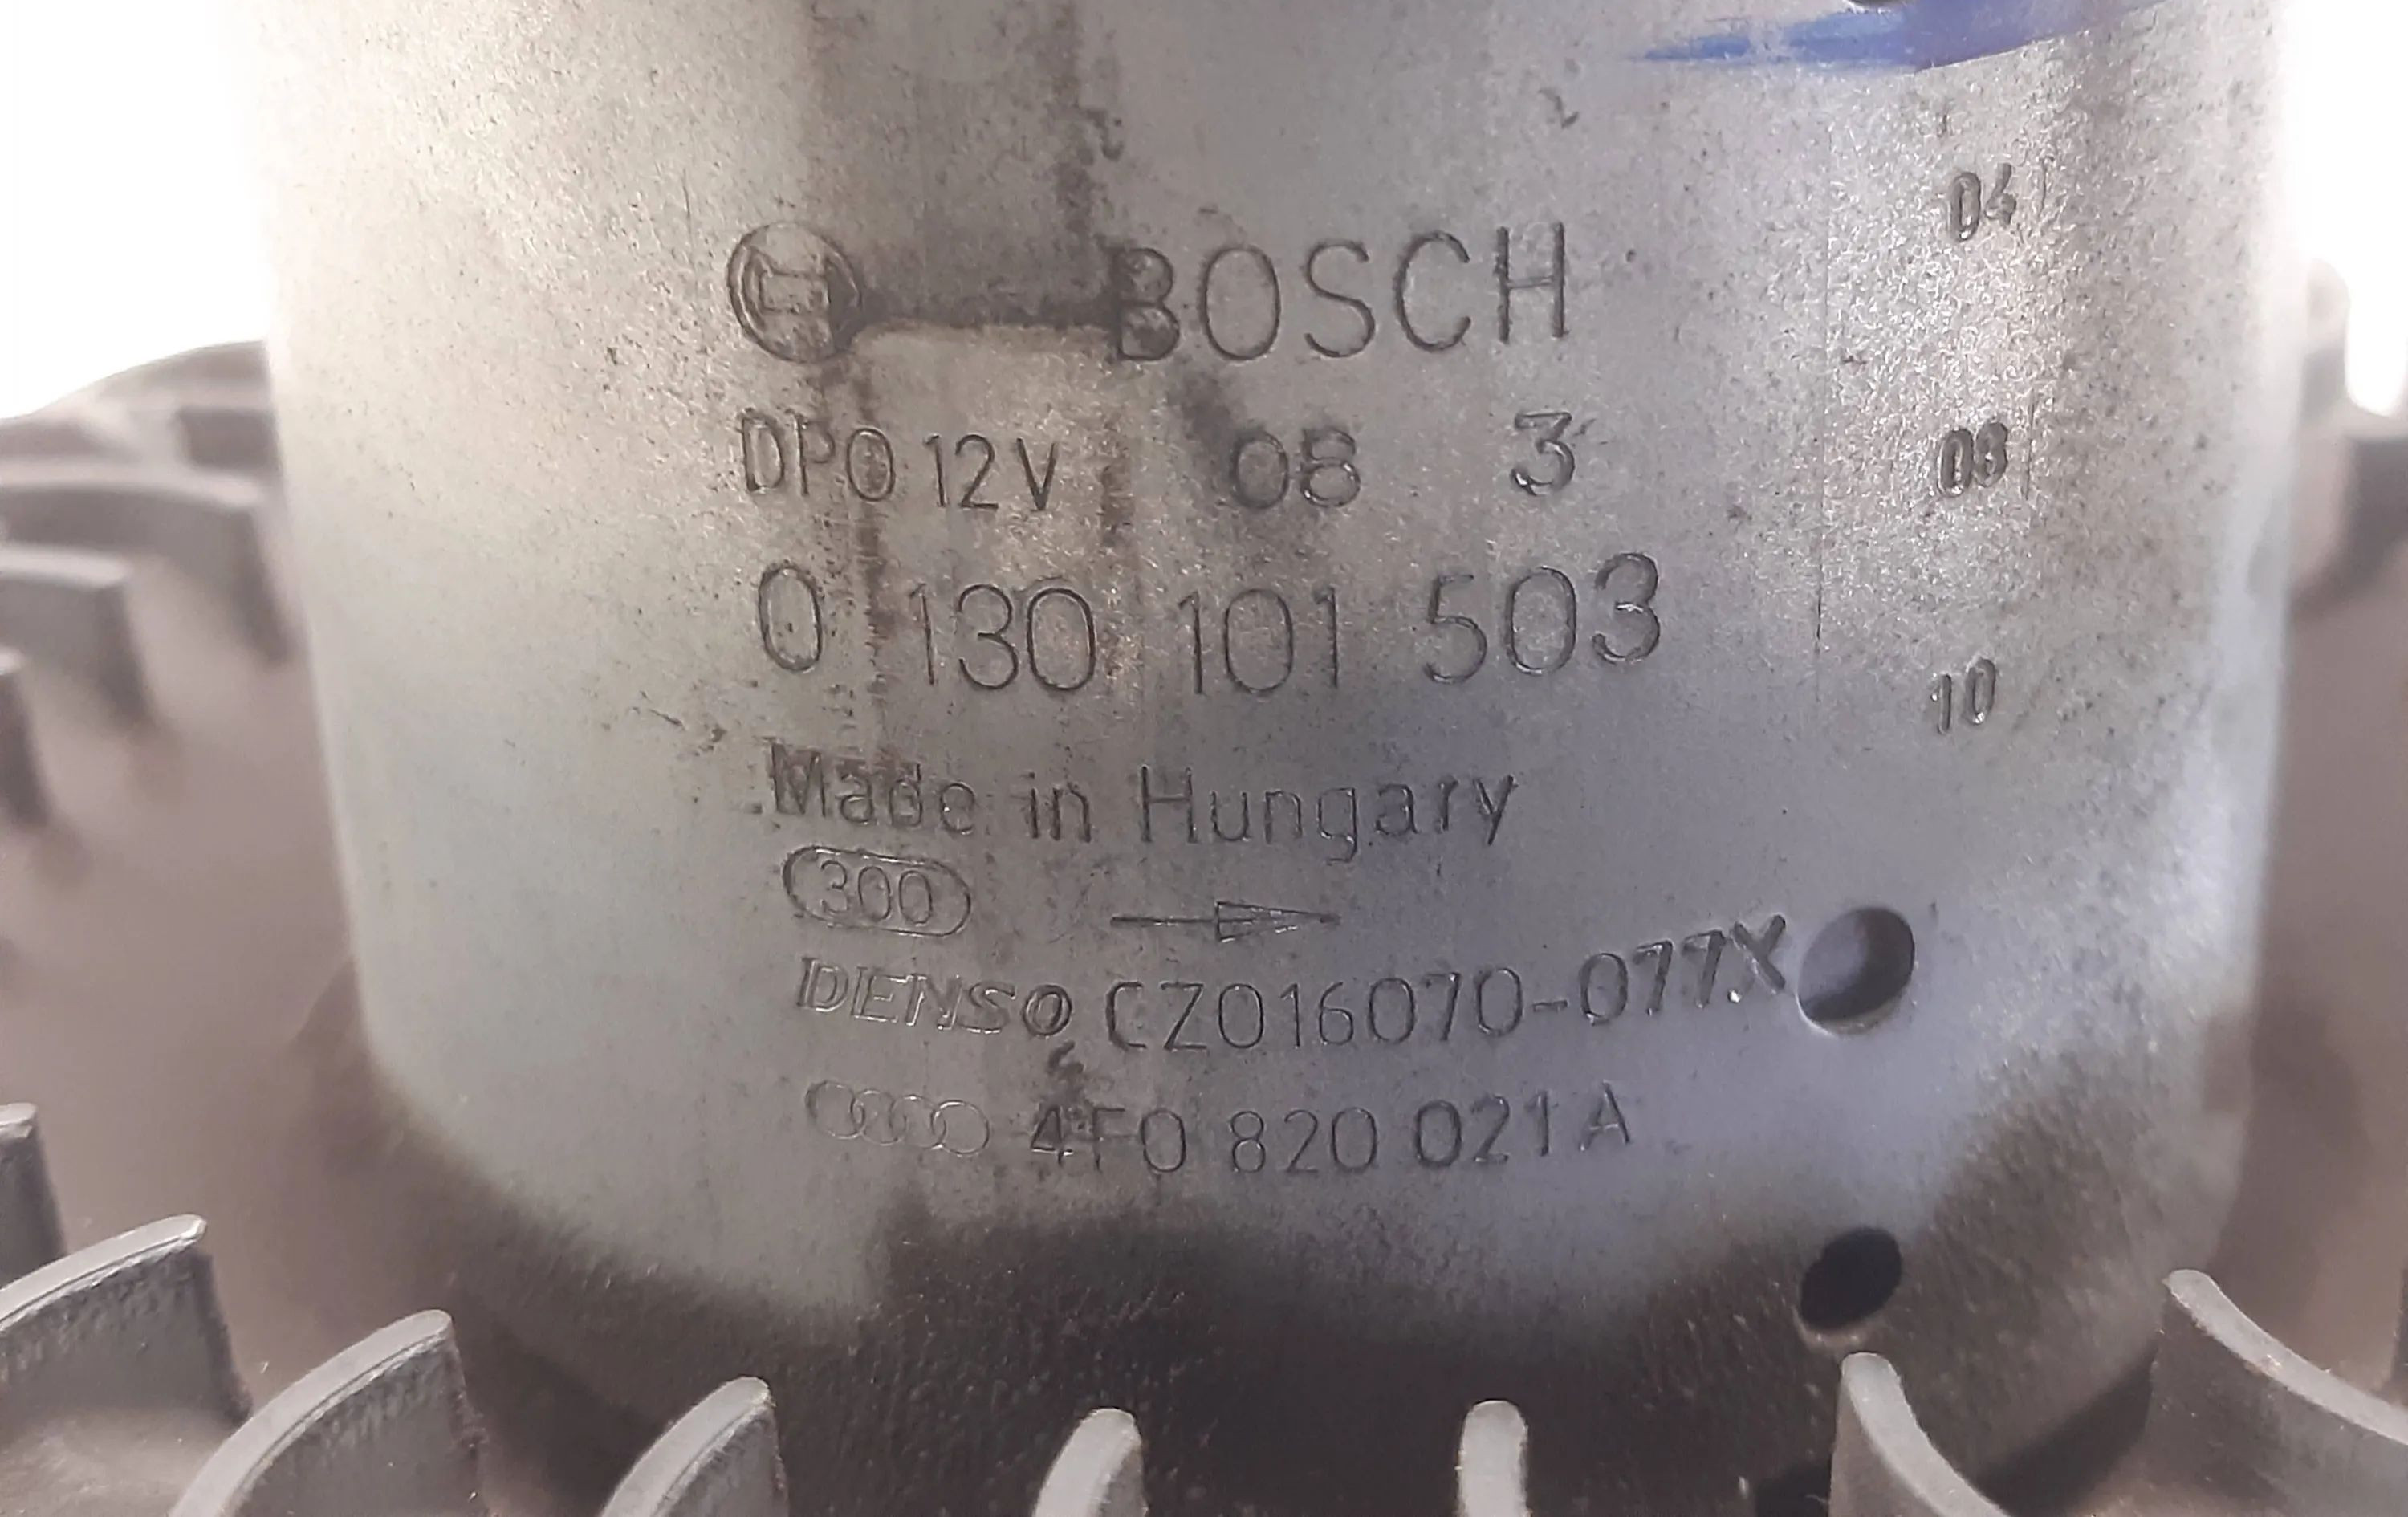 BOSCH
DPO 12V 08 3
0 130 101 503
Made in Hungary
300
DENSO CZ016070-077X
4F0 820 021 A
04
08
10